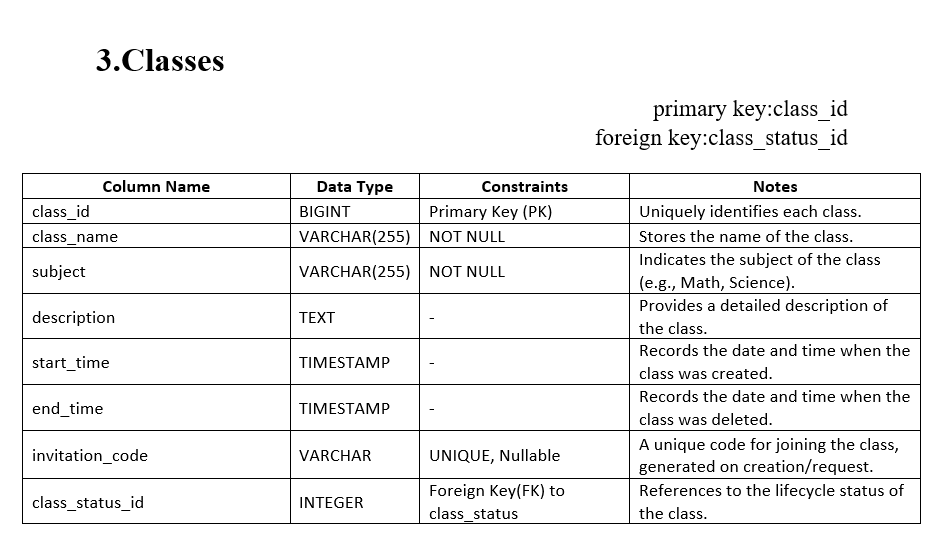 3.Classes
primary key:class_id
foreign key:class_status_id
Column Name Data Type Constraints Notes
class_id BIGINT Primary Key (PK) Uniquely identifies each class.
class_name VARCHAR(255) NOT NULL Stores the name of the class.
subject VARCHAR(255) NOT NULL Indicates the subject of the class
(e.g., Math, Science).
description TEXT - Provides a detailed description of
the class.
start_time TIMESTAMP - Records the date and time when the
class was created.
end_time TIMESTAMP - Records the date and time when the
class was deleted.
invitation_code VARCHAR UNIQUE, Nullable A unique code for joining the class,
generated on creation/request.
class_status_id INTEGER Foreign Key(FK) to
class_status
References to the lifecycle status of
the class.